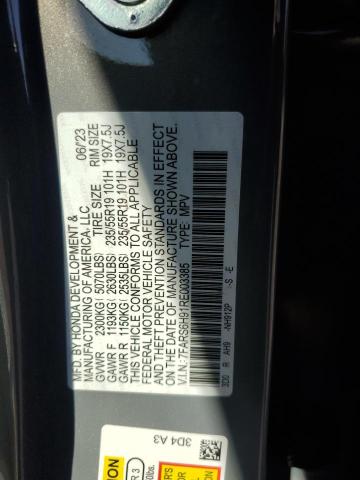 MFD. BY HONDA DEVELOPMENT &
MANUFACTURING OF AMERICA, LLC 06/23
TIRE SIZE RIM SIZE
GVWR 2300KG ( 5070LBS)
GAWR F 1193KG ( 2630LBS) 235/55R19 101H 19X7.5J
GAWR R 1150KG ( 2535LBS) 235/55R19 101H 19X7.5J
THIS VEHICLE CONFORMS TO ALL APPLICABLE
FEDERAL MOTOR VEHICLE SAFETY
AND THEFT PREVENTION STANDARDS IN EFFECT
ON THE DATE OF MANUFACTURE SHOWN ABOVE.
V.I.N.: 7FARS6H91RE003385 TYPE: MPV
3D0 R AH9 -NH912P -S -E
3D4 A3